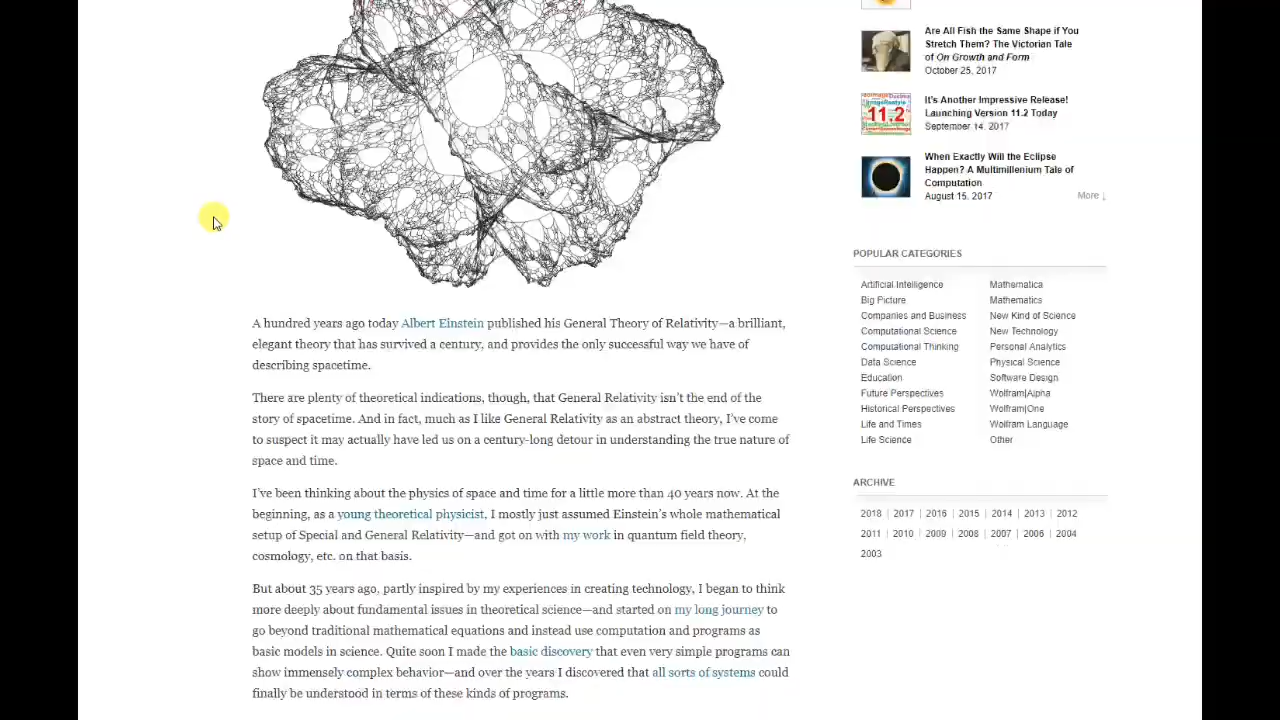 A hundred years ago today Albert Einstein published his General Theory of Relativity—a brilliant,
elegant theory that has survived a century, and provides the only successful way we have of
describing spacetime.
There are plenty of theoretical indications, though, that General Relativity isn't the end of the
story of spacetime. And in fact, much as I like General Relativity as an abstract theory, I've come
to suspect it may actually have led us on a century-long detour in understanding the true nature of
space and time.
I've been thinking about the physics of space and time for a little more than 40 years now. At the
beginning, as a young theoretical physicist, I mostly just assumed Einstein's whole mathematical
setup of Special and General Relativity—and got on with my work in quantum field theory,
cosmology, etc. on that basis.
But about 35 years ago, partly inspired by my experiences in creating technology, I began to think
more deeply about fundamental issues in theoretical science—and started on my long journey to
go beyond traditional mathematical equations and instead use computation and programs as
basic models in science. Quite soon I made the basic discovery that even very simple programs can
show immensely complex behavior—and over the years I discovered that all sorts of systems could
finally be understood in terms of these kinds of programs.
Are All Fish the Same Shape if You
Stretch Them? The Victorian Tale
of On Growth and Form
October 25, 2017
11.2
It's Another Impressive Release!
Launching Version 11.2 Today
September 14, 2017
When Exactly Will the Eclipse
Happen? A Multimillenium Tale of
Computation
August 15, 2017
More ↓
POPULAR CATEGORIES
Artificial Intelligence
Big Picture
Companies and Business
Computational Science
Computational Thinking
Data Science
Education
Future Perspectives
Historical Perspectives
Life and Times
Life Science
Mathematica
Mathematics
New Kind of Science
New Technology
Personal Analytics
Physical Science
Software Design
Wolfram|Alpha
Wolfram|One
Wolfram Language
Other
ARCHIVE
2018 | 2017 | 2016 | 2015 | 2014 | 2013 | 2012
2011 | 2010 | 2009 | 2008 | 2007 | 2006 | 2004
2003